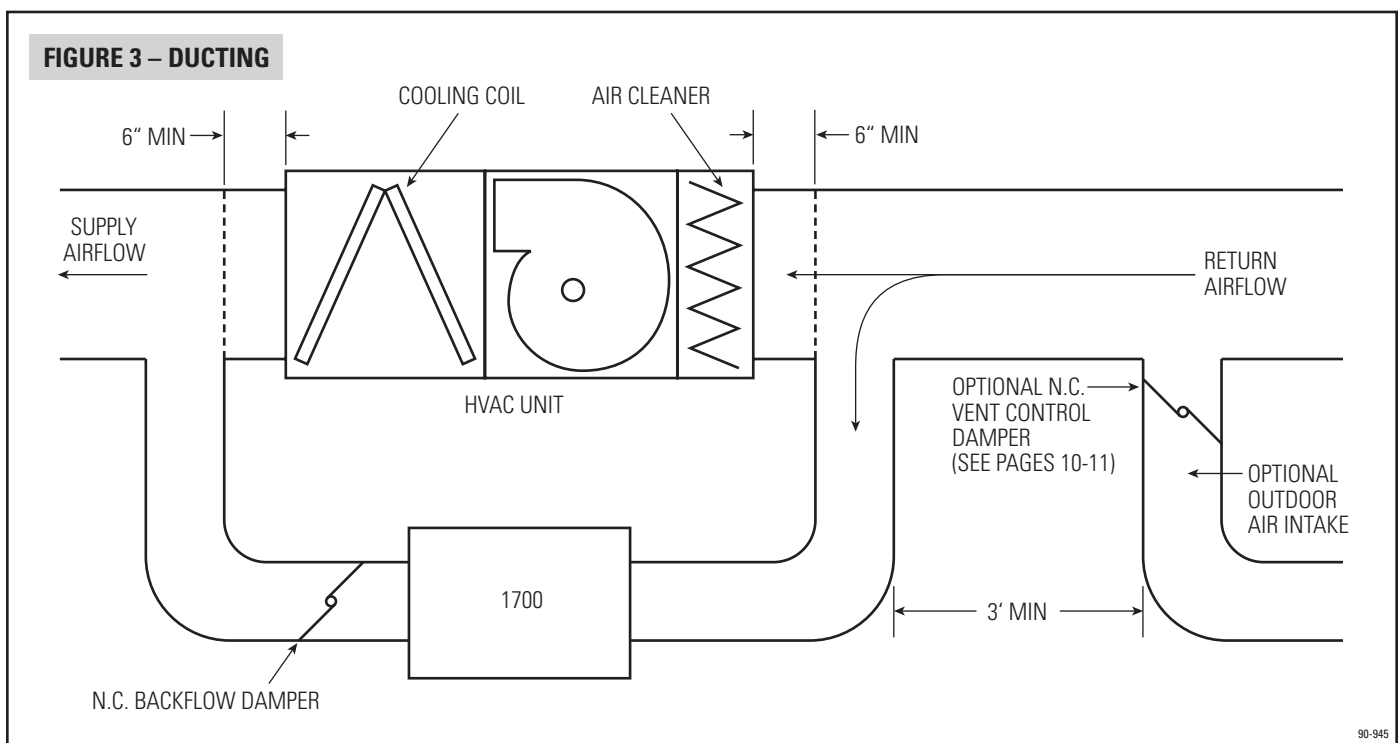 FIGURE 3 – DUCTING
COOLING COIL
AIR CLEANER
6“ MIN
6“ MIN
SUPPLY
AIRFLOW
RETURN
AIRFLOW
HVAC UNIT
OPTIONAL N.C.
VENT CONTROL
DAMPER
(SEE PAGES 10-11)
OPTIONAL
OUTDOOR
AIR INTAKE
1700
3‘ MIN
N.C. BACKFLOW DAMPER
90-945